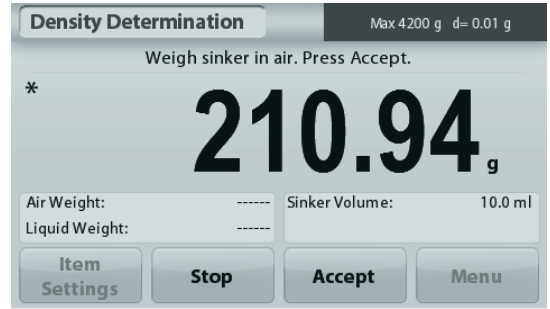 Density Determination
Max 4200 g d= 0.01 g
Weigh sinker in air. Press Accept.
*
210.94 g
Air Weight: ------
Liquid Weight: ------
Sinker Volume: 10.0 ml
Item Settings
Stop
Accept
Menu